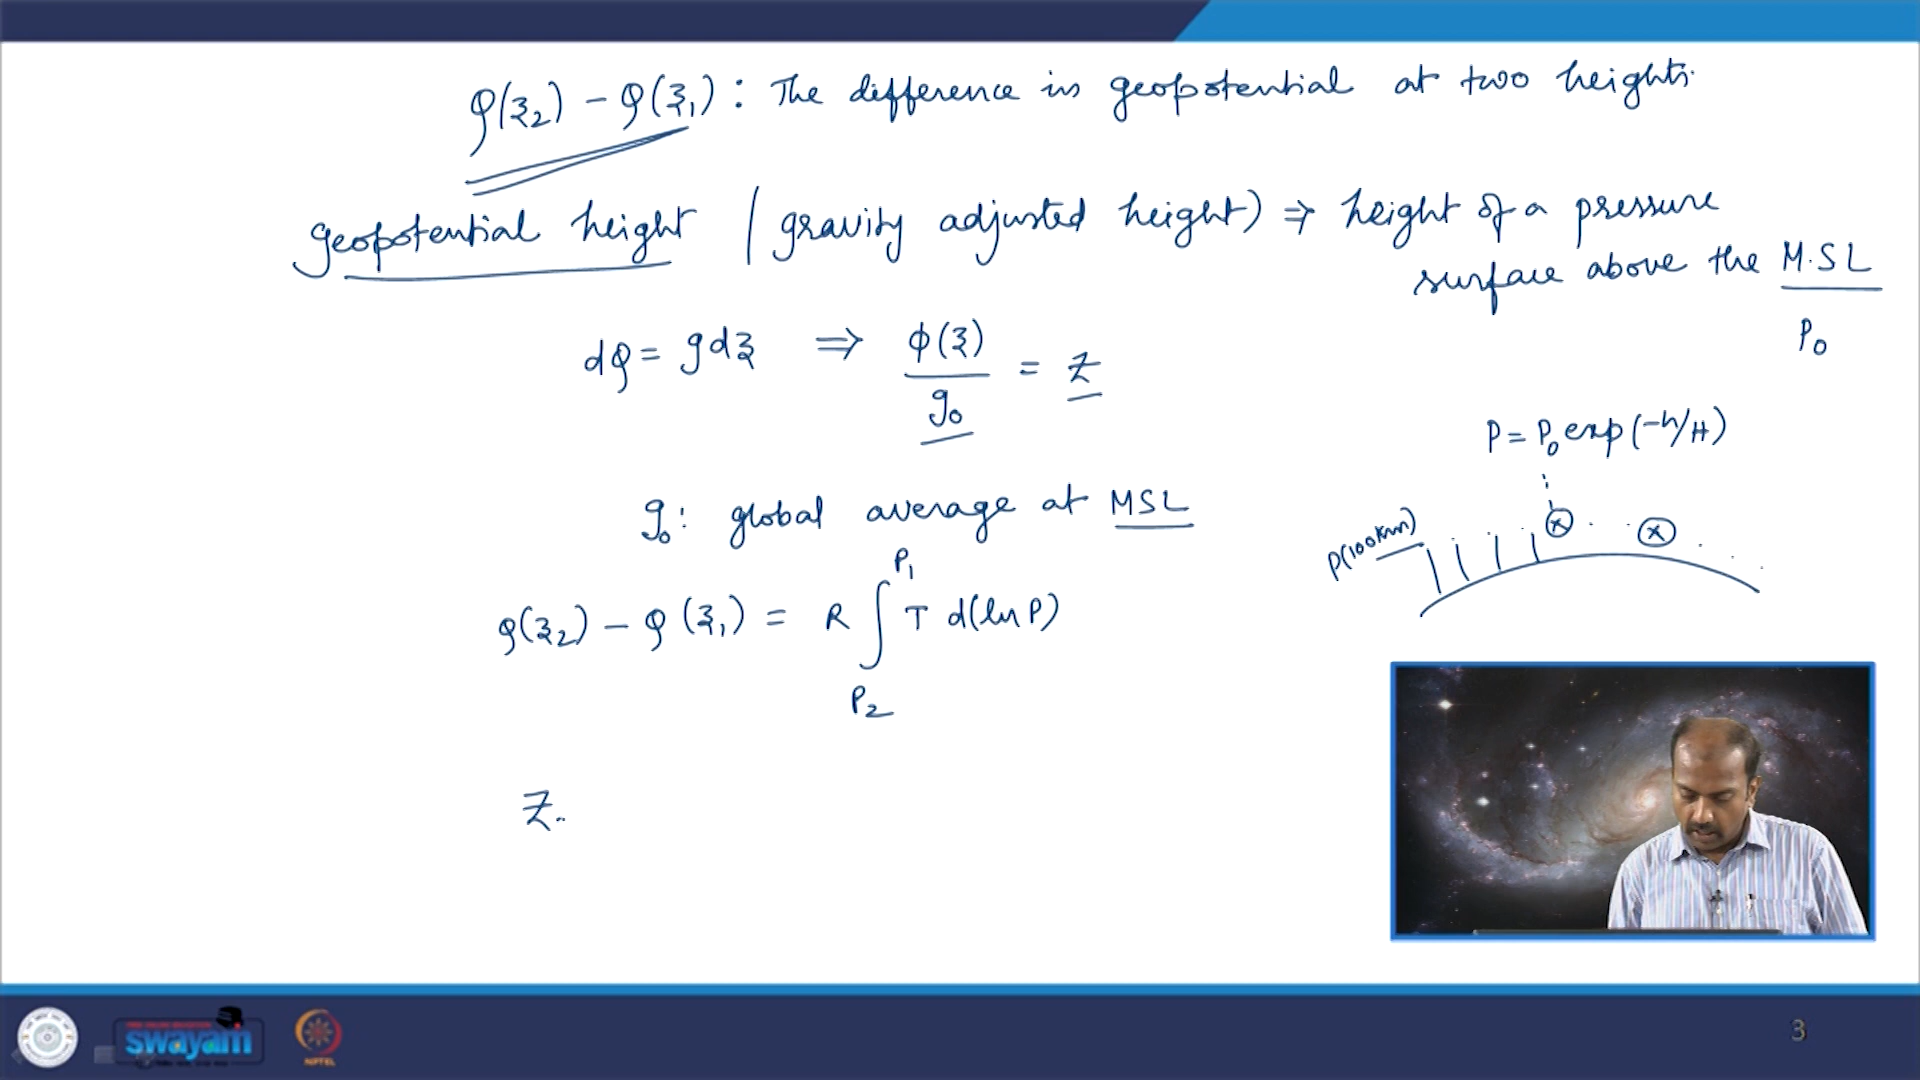 φ(z₂) – φ(z₁) : The difference in geopotential at two heights.
geopotential height (gravity adjusted height) ⇒ height of a pressure
surface above the M.S.L
P₀
dφ = gdz ⇒ φ(z)/g₀ = Z
P = P₀ exp(-h/H)
g₀: global average at MSL
P(100km)
φ(z₂) – φ(z₁) = R ∫_{P₂}^{P₁} T d(ln P)
Z
swayam
NPTEL
3